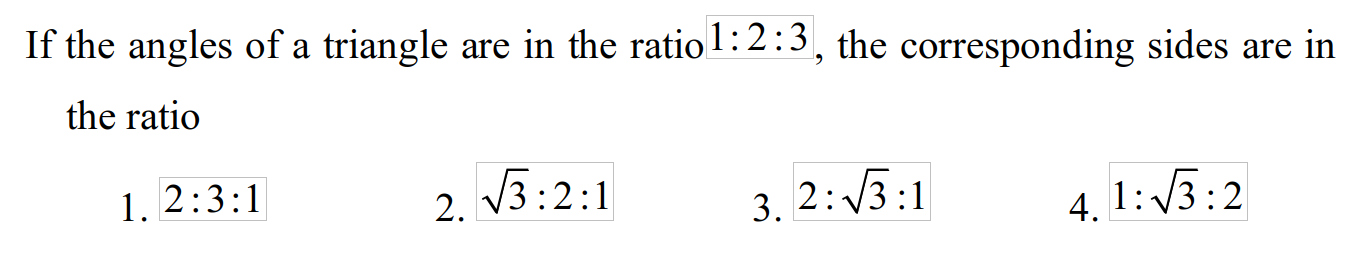 If the angles of a triangle are in the ratio 1:2:3, the corresponding sides are in
the ratio
1. 2:3:1 2. √3:2:1 3. 2:√3:1 4. 1:√3:2